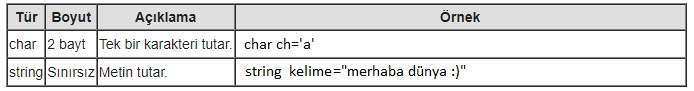 Tür Boyut Açıklama Örnek
char 2 bayt Tek bir karakteri tutar. char ch='a'
string Sınırsız Metin tutar. string kelime="merhaba dünya :)"